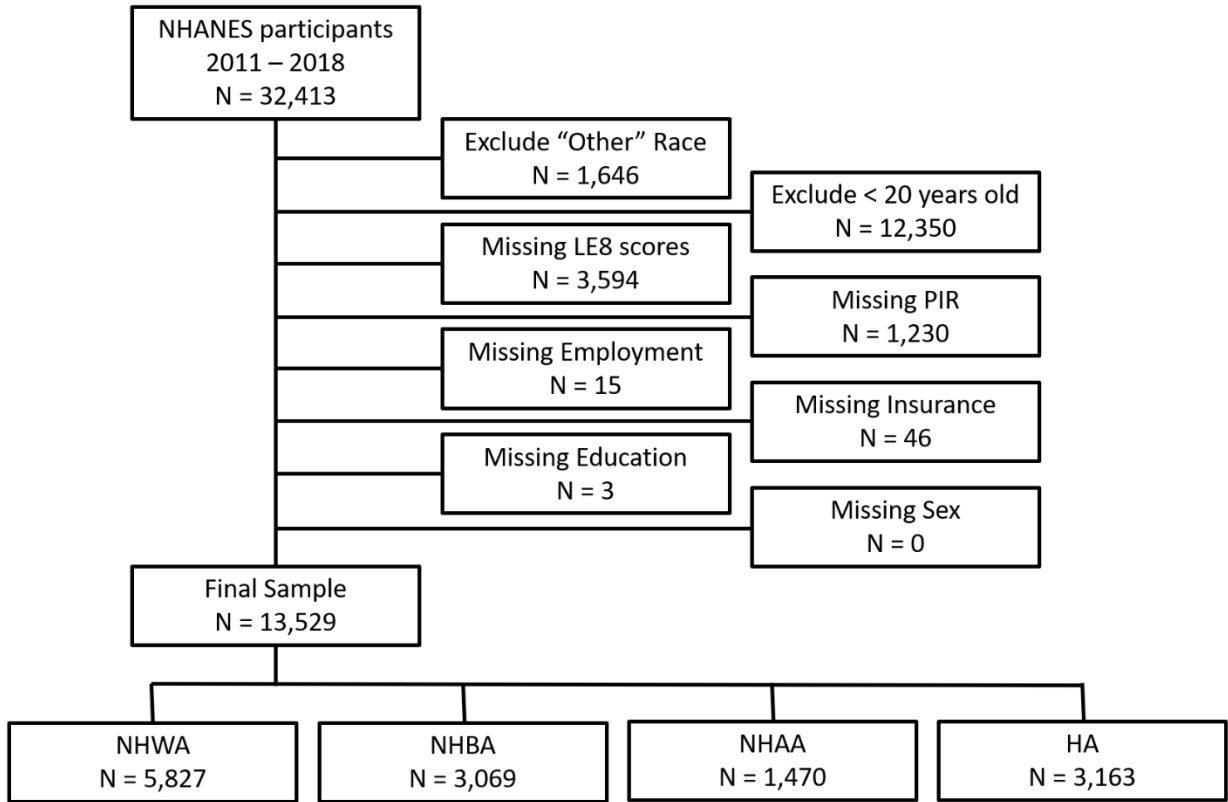 NHANES participants
2011 – 2018
N = 32,413
Exclude “Other” Race
N = 1,646
Exclude < 20 years old
N = 12,350
Missing LE8 scores
N = 3,594
Missing PIR
N = 1,230
Missing Employment
N = 15
Missing Insurance
N = 46
Missing Education
N = 3
Missing Sex
N = 0
Final Sample
N = 13,529
NHWA
N = 5,827
NHBA
N = 3,069
NHAA
N = 1,470
HA
N = 3,163